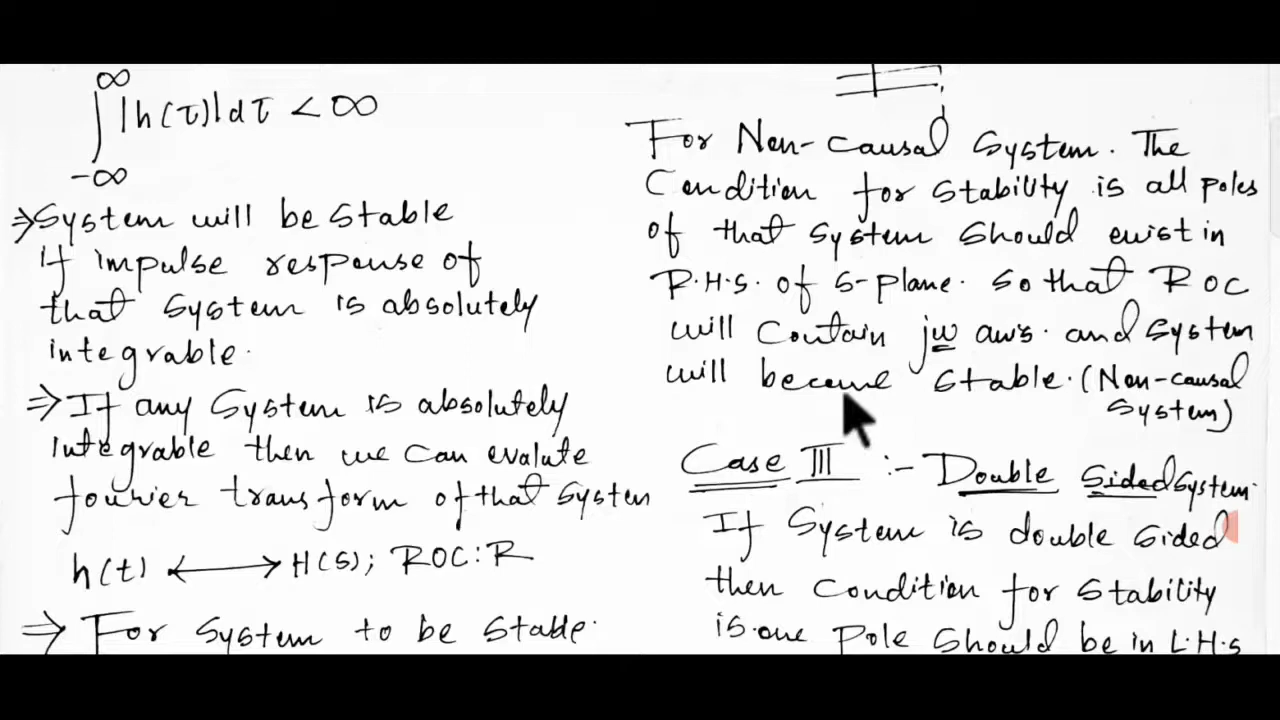 ∫_{-∞}^{∞} |h(τ)|dτ < ∞
⇒ System will be Stable
if impulse response of
that System is absolutely
integrable.
⇒ If any System is absolutely
Integrable then we can evalute
fourier transform of that System
h(t) ⟷ H(s); ROC: R
⇒ For System to be Stable.
For Non-causal System. The
Condition for Stability is all poles
of that System Should exist in
R.H.S. of S-plane. So that ROC
will Contain jw axis. and System
will become Stable. (Non-causal
System)
Case III :- Double Sided System.
If System is double Sided
then Condition for Stability
is one pole Should be in L.H.S